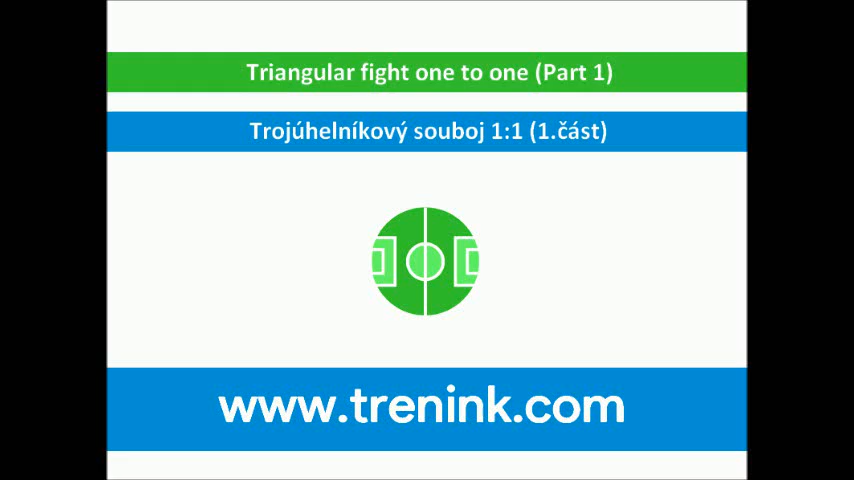 Triangular fight one to one (Part 1)
Trojúhelníkový souboj 1:1 (1.část)
www.trenink.com